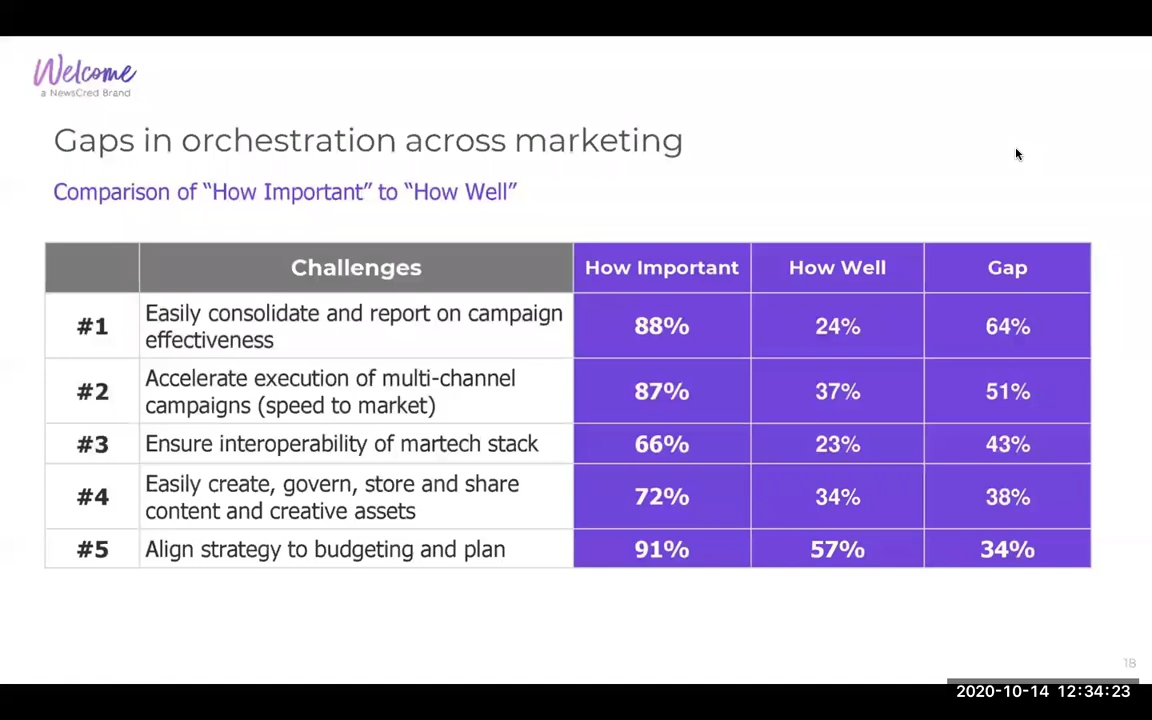 Welcome
a NewsCred Brand
Gaps in orchestration across marketing
Comparison of “How Important” to “How Well”
Challenges How Important How Well Gap
#1 Easily consolidate and report on campaign effectiveness 88% 24% 64%
#2 Accelerate execution of multi-channel campaigns (speed to market) 87% 37% 51%
#3 Ensure interoperability of martech stack 66% 23% 43%
#4 Easily create, govern, store and share content and creative assets 72% 34% 38%
#5 Align strategy to budgeting and plan 91% 57% 34%
18
2020-10-14 12:34:23